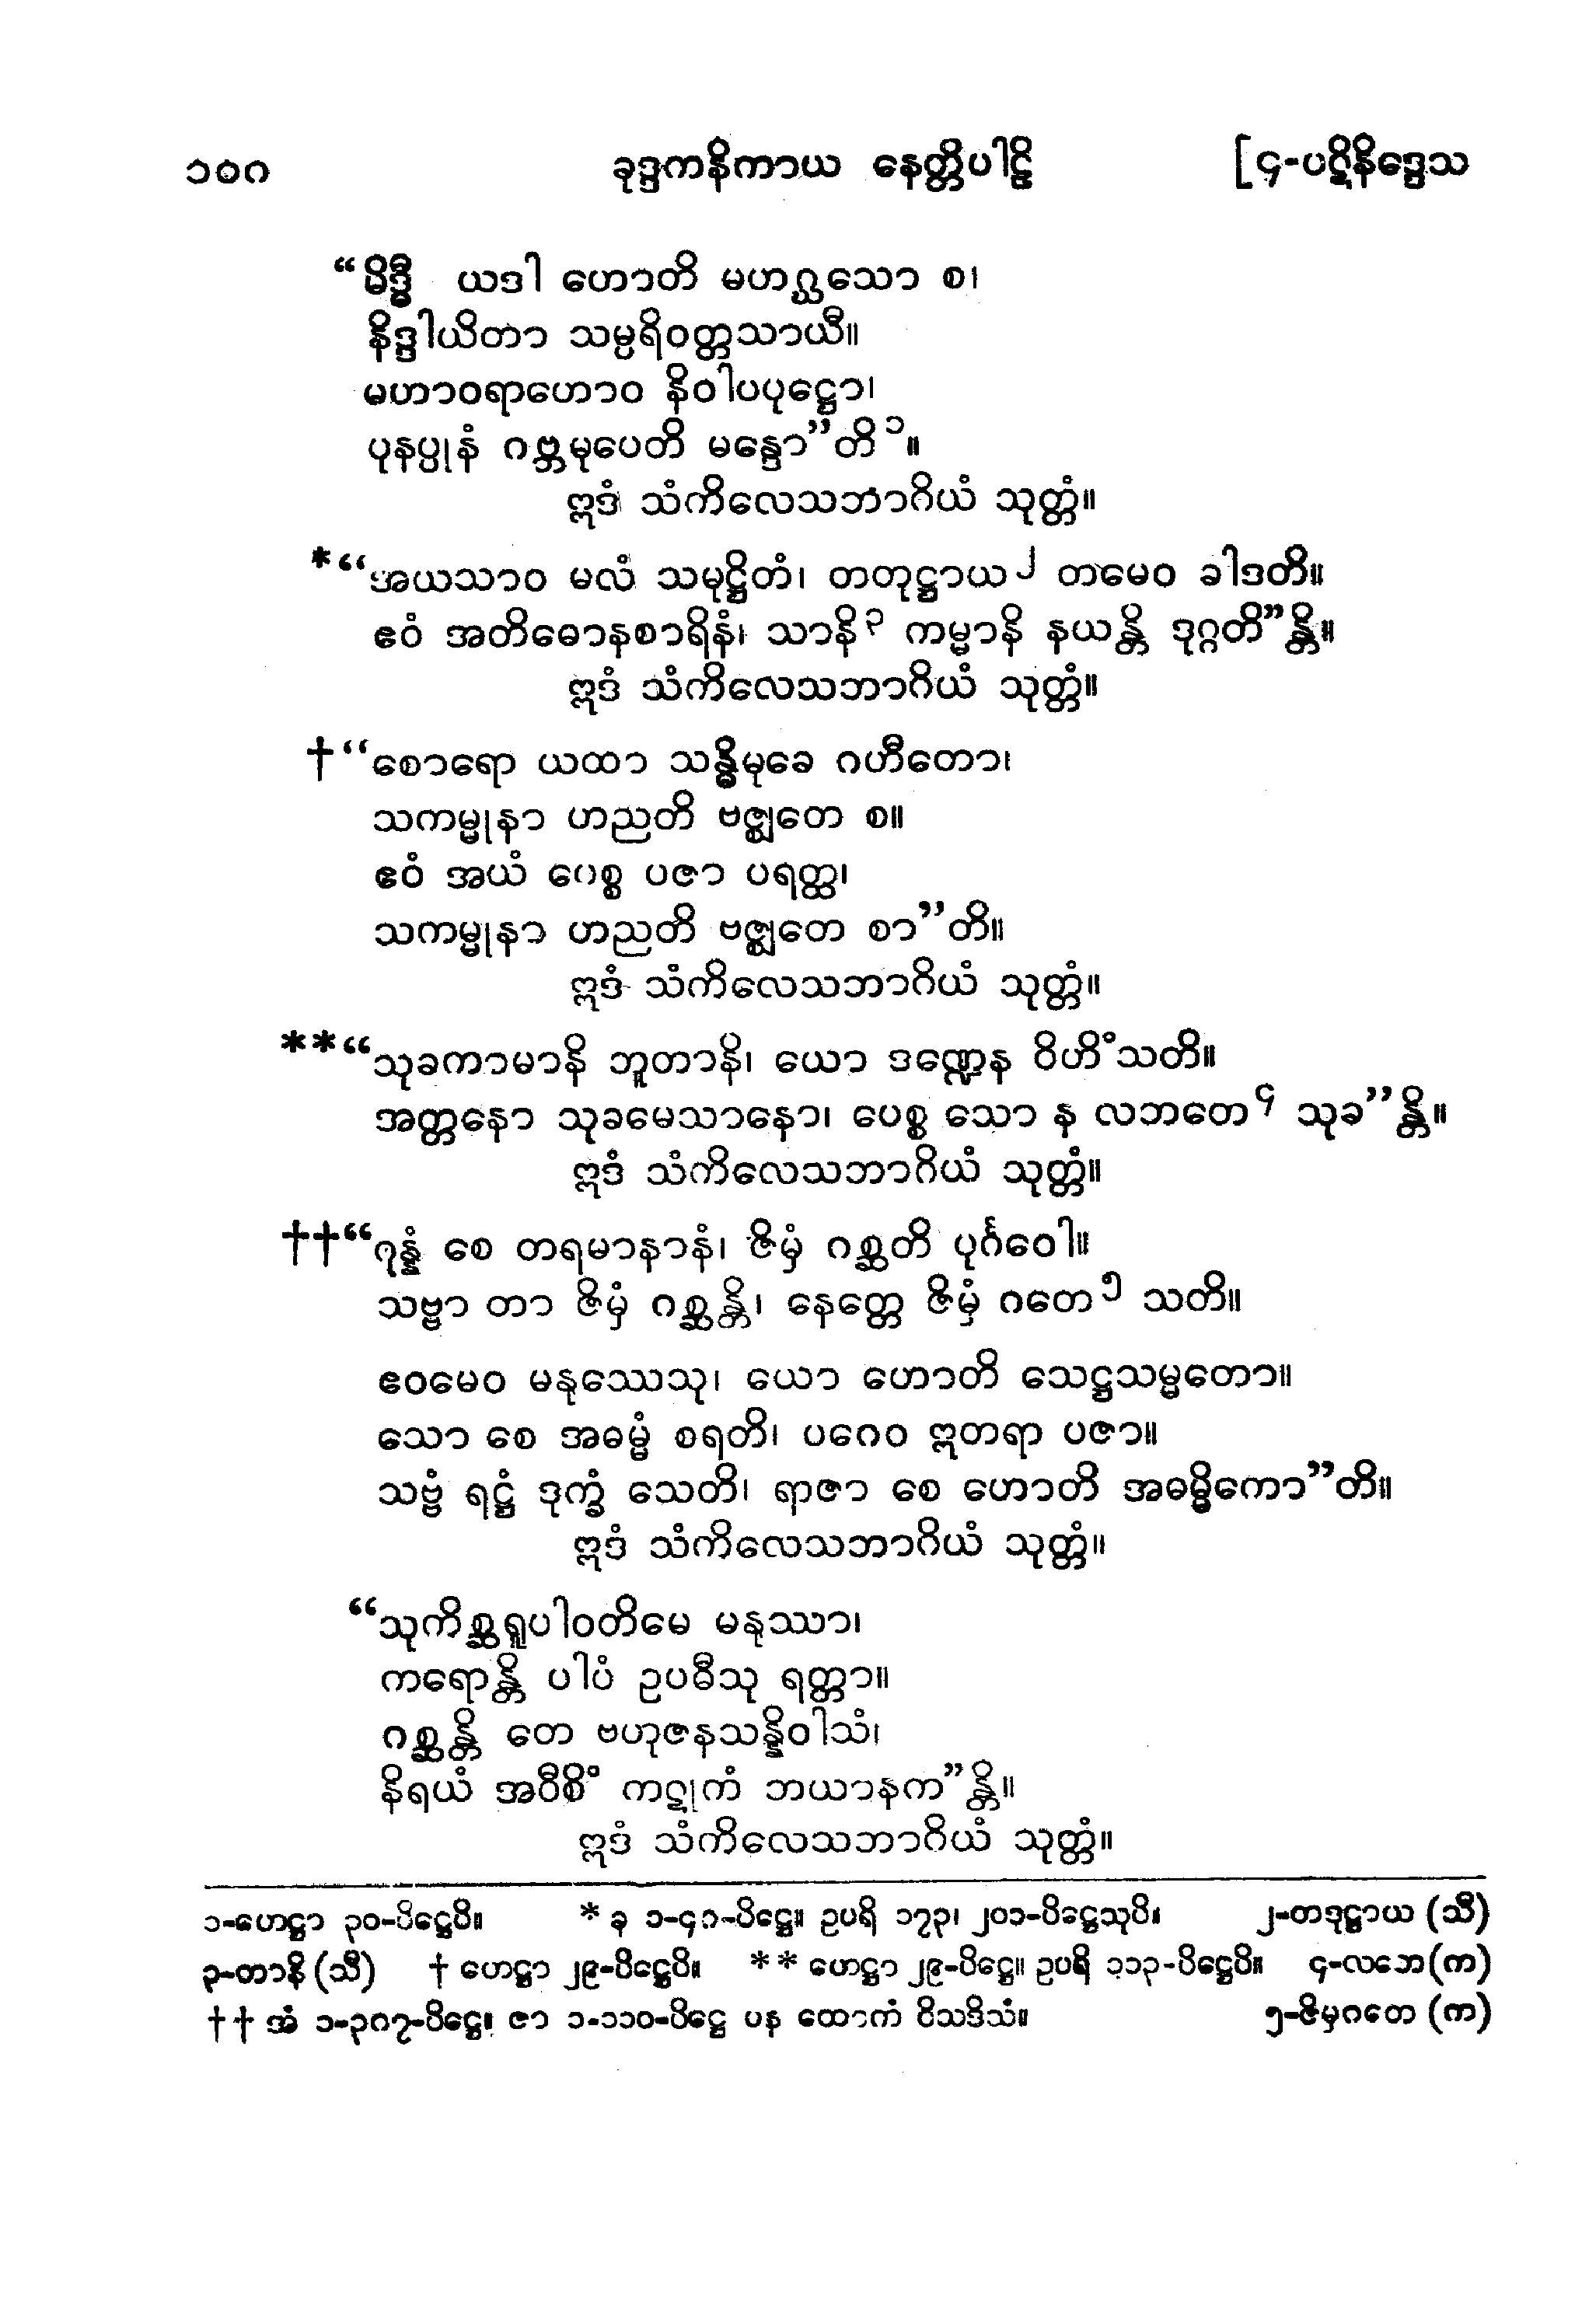 ၁၀၈ ခုဒ္ဒကနိကာယ နေတ္တိပါဠိ [၄-ပဋိနိဒ္ဒေသ
“မိဒ္ဓီ ယဒါ ဟောတိ မဟဂ္ဃသော စ၊
နိဒ္ဒါယိတာ သမ္ပရိဝတ္တသာယီ။
မဟာဝရာဟောဝ နိဝါပပုဋ္ဌော၊
ပုနပ္ပုနံ ဂဗ္ဘမုပေတိ မန္ဒော”တိ ၁။
ဣဒံ သံကိလေသဘာဂိယံ သုတ္တံ။
*“အယသာဝ မလံ သမုဋ္ဌိတံ၊ တတုဋ္ဌာယ ၂ တမေဝ ခါဒတိ။
ဧဝံ အတိဓောနစာရိနံ၊ သာနိ ၃ ကမ္မာနိ နယန္တိ ဒုဂ္ဂတိ”န္တိ။
ဣဒံ သံကိလေသဘာဂိယံ သုတ္တံ။
†“စောရော ယထာ သန္ဓိမုခေ ဂဟီတော၊
သကမ္မုနာ ဟညတိ ဗဇ္ဈတေ စ။
ဧဝံ အယံ ပေစ္စ ပဇာ ပရတ္ထ၊
သကမ္မုနာ ဟညတိ ဗဇ္ဈတေ စာ”တိ။
ဣဒံ သံကိလေသဘာဂိယံ သုတ္တံ။
**“သုခကာမာနိ ဘူတာနိ၊ ယော ဒဏ္ဍေန ဝိဟိံသတိ။
အတ္တနော သုခမေသာနော၊ ပေစ္စ သော န လဘတေ ၄ သုခ”န္တိ။
ဣဒံ သံကိလေသဘာဂိယံ သုတ္တံ။
††“ဂုန္နံ စေ တရမာနာနံ၊ ဇိမှံ ဂစ္ဆတိ ပုင်္ဂဝေါ။
သဗ္ဗာ တာ ဇိမှံ ဂစ္ဆန္တိ၊ နေတ္တေ ဇိမှံ ဂတေ ၅ သတိ။
ဧဝမေဝ မနုဿေသု၊ ယော ဟောတိ သေဋ္ဌသမ္မတော။
သော စေ အဓမ္မံ စရတိ၊ ပဂေဝ ဣတရာ ပဇာ။
သဗ္ဗံ ရဋ္ဌံ ဒုက္ခံ သေတိ၊ ရာဇာ စေ ဟောတိ အဓမ္မိကော”တိ။
ဣဒံ သံကိလေသဘာဂိယံ သုတ္တံ။
“သုကိစ္ဆရူပါဝတိမေ မနုဿာ၊
ကရောန္တိ ပါပံ ဥပဓီသု ရတ္တာ။
ဂစ္ဆန္တိ တေ ဗဟုဇနသန္နိဝါသံ၊
နိရယံ အဝီစိံ ကဋုကံ ဘယာနက”န္တိ။
ဣဒံ သံကိလေသဘာဂိယံ သုတ္တံ။
၁-ဟေဋ္ဌာ ၃၀-ပိဋ္ဌေပိ။ * ခု ၁-၄၈-ပိဋ္ဌေ။ ဥပရိ ၁၇၃၊ ၂၀၁-ပိဋ္ဌေသုပိ။ ၂-တဒုဋ္ဌာယ (သီ)
၃-တာနိ (သီ) † ဟေဋ္ဌာ ၂၉-ပိဋ္ဌေပိ။ ** ဟေဋ္ဌာ ၂၉-ပိဋ္ဌေ။ ဥပရိ ၁၁၃-ပိဋ္ဌေပိ။ ၄-လဘေ (က)
†† အံ ၁-၃၈၇-ပိဋ္ဌေ။ ဇာ ၁-၁၁၀-ပိဋ္ဌေ ပန ထောကံ ဝိသဒိသံ။ ၅-ဇိမှဂတေ (က)